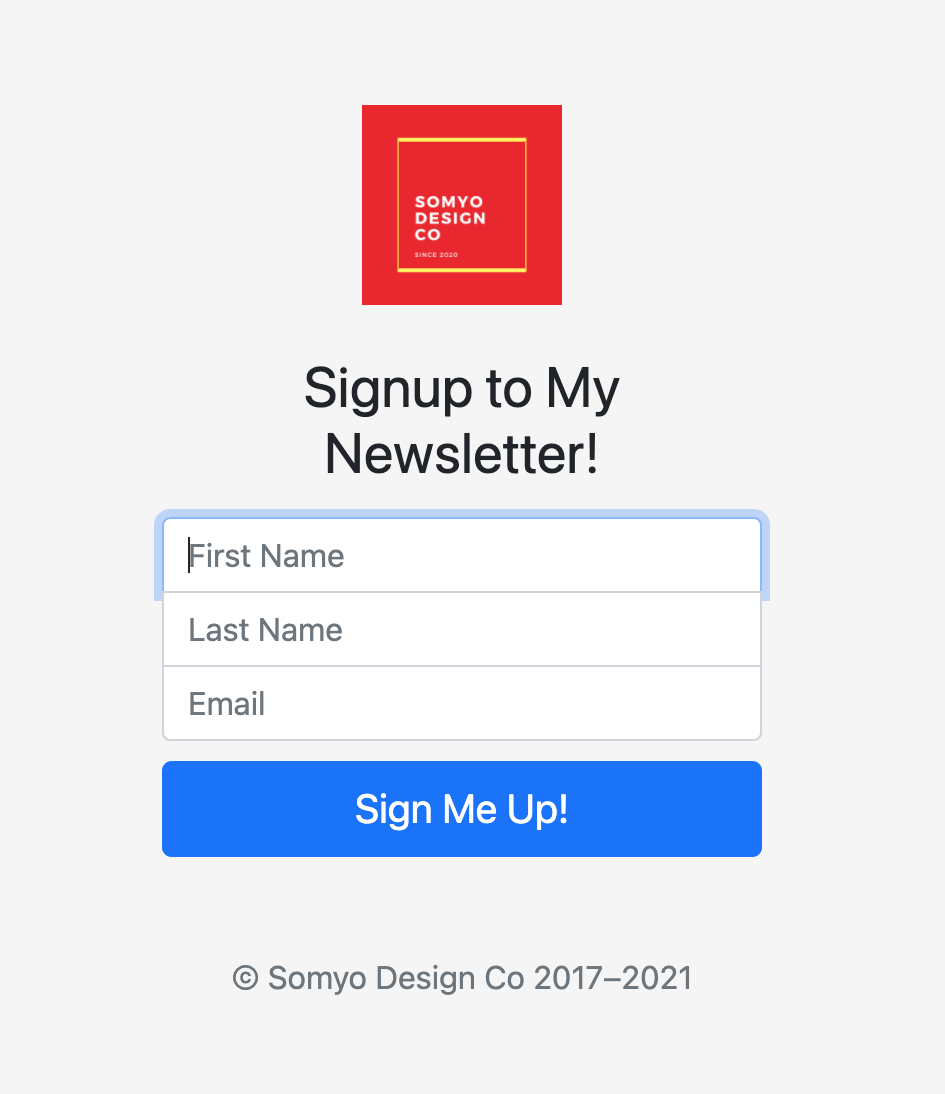 SOMYO
DESIGN
CO
SINCE 2020
Signup to My
Newsletter!
First Name
Last Name
Email
Sign Me Up!
© Somyo Design Co 2017–2021